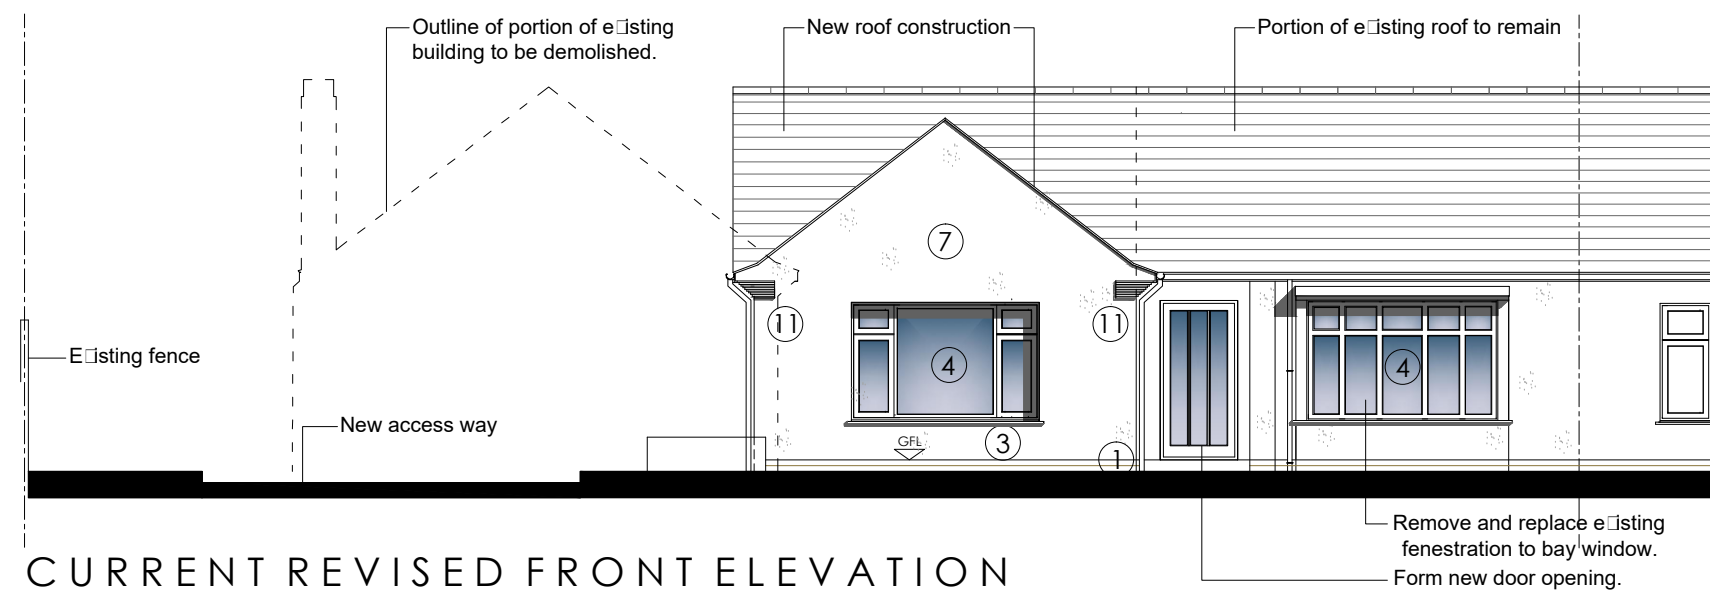 Outline of portion of e□isting
building to be demolished.
New roof construction
Portion of e□isting roof to remain
7
11
11
4
4
E□isting fence
New access way
GFL
3
1
Remove and replace e□isting
fenestration to bay window.
Form new door opening.
CURRENT REVISED FRONT ELEVATION